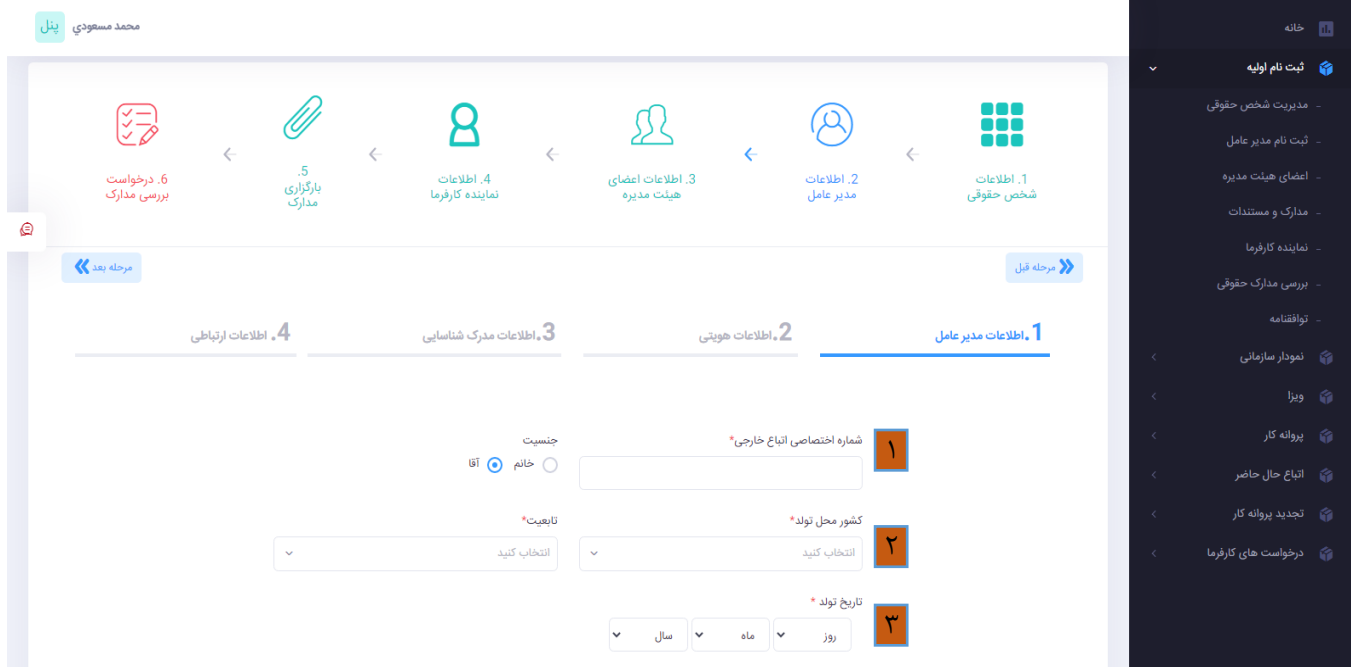 محمد مسعودي پنل
خانه
ثبت نام اولیه
- مدیریت شخص حقوقی
- ثبت نام مدیر عامل
- اعضای هیئت مدیره
- مدارک و مستندات
- نماینده کارفرما
- بررسی مدارک حقوقی
- توافقنامه
نمودار سازمانی
ویزا
پروانه کار
اتباع حال حاضر
تجدید پروانه کار
درخواست های کارفرما
1. اطلاعات
شخص حقوقی
2. اطلاعات
مدیر عامل
3. اطلاعات اعضای
هیئت مدیره
4. اطلاعات
نماینده کارفرما
5.
بارگزاری
مدارک
6. درخواست
بررسی مدارک
مرحله قبل
مرحله بعد
1.اطلاعات مدیر عامل
2.اطلاعات هویتی
3.اطلاعات مدرک شناسایی
4. اطلاعات ارتباطی
۱
شماره اختصاصی اتباع خارجی*
جنسیت
خانم آقا
۲
کشور محل تولد*
تابعیت*
انتخاب کنید
انتخاب کنید
۳
تاریخ تولد *
روز ماه سال